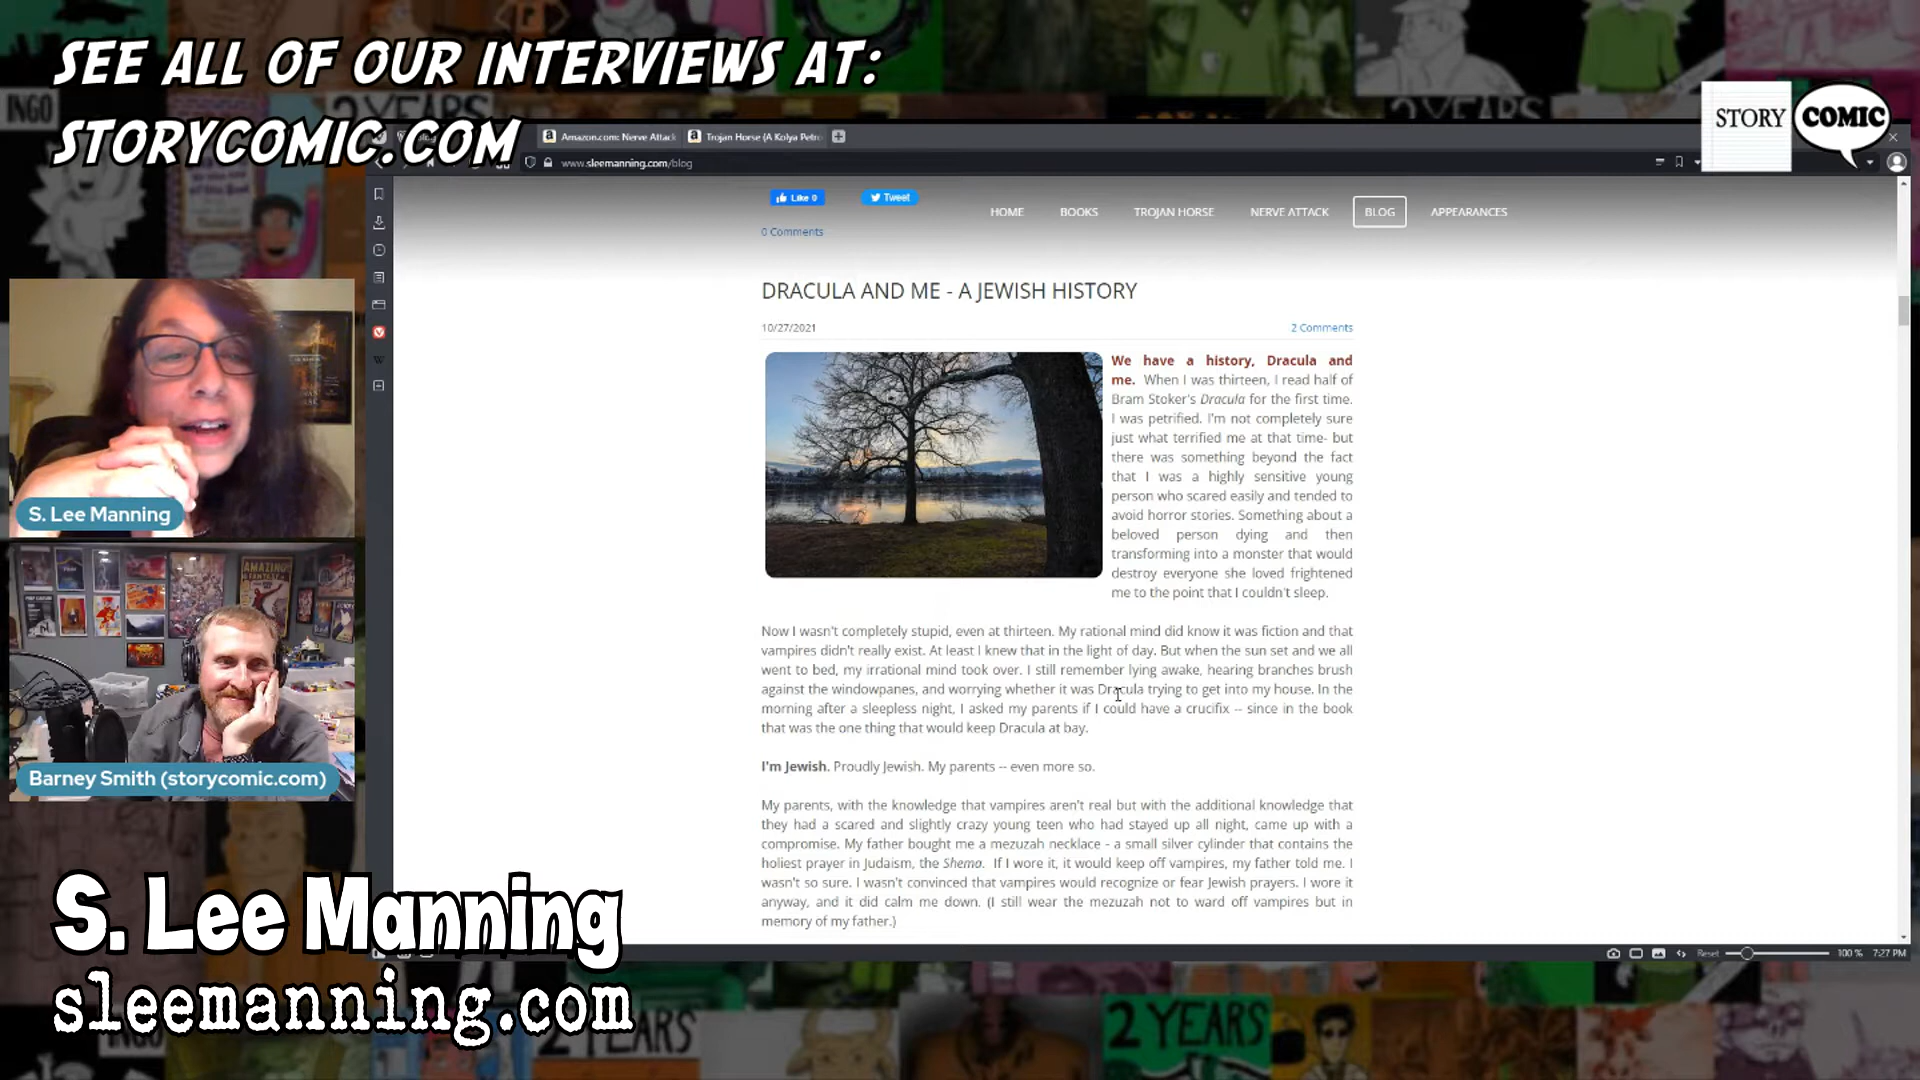 SEE ALL OF OUR INTERVIEWS AT:
STORYCOMIC.COM
INGO
2 YEARS
2 YEARS
STORY COMIC
Amazon.com: Nerve Attack
Trojan Horse (A Kolya Petro
www.sleemanning.com/blog
Like 0
Tweet
HOME
BOOKS
TROJAN HORSE
NERVE ATTACK
BLOG
APPEARANCES
0 Comments
DRACULA AND ME - A JEWISH HISTORY
10/27/2021
2 Comments
We have a history, Dracula and
me. When I was thirteen, I read half of
Bram Stoker's Dracula for the first time.
I was petrified. I'm not completely sure
just what terrified me at that time- but
there was something beyond the fact
that I was a highly sensitive young
person who scared easily and tended to
avoid horror stories. Something about a
beloved person dying and then
transforming into a monster that would
destroy everyone she loved frightened
me to the point that I couldn't sleep.
Now I wasn't completely stupid, even at thirteen. My rational mind did know it was fiction and that
vampires didn't really exist. At least I knew that in the light of day. But when the sun set and we all
went to bed, my irrational mind took over. I still remember lying awake, hearing branches brush
against the windowpanes, and worrying whether it was Dracula trying to get into my house. In the
morning after a sleepless night, I asked my parents if I could have a crucifix -- since in the book
that was the one thing that would keep Dracula at bay.
I'm Jewish. Proudly Jewish. My parents -- even more so.
My parents, with the knowledge that vampires aren't real but with the additional knowledge that
they had a scared and slightly crazy young teen who had stayed up all night, came up with a
compromise. My father bought me a mezuzah necklace - a small silver cylinder that contains the
holiest prayer in Judaism, the Shema. If I wore it, it would keep off vampires, my father told me. I
wasn't so sure. I wasn't convinced that vampires would recognize or fear Jewish prayers. I wore it
anyway, and it did calm me down. (I still wear the mezuzah not to ward off vampires but in
memory of my father.)
S. Lee Manning
AMAZING
FANTASY
Barney Smith (storycomic.com)
Reset
100 %
7:27 PM
S. Lee Manning
sleemanning.com
2 YEARS
2 YEARS